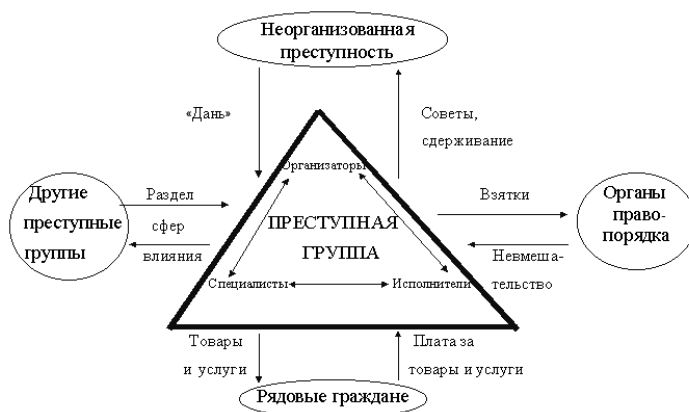 Неорганизованная
преступность
«Дань»
Советы,
сдерживание
Организаторы
Другие
преступные
группы
Раздел
сфер
влияния
ПРЕСТУПНАЯ
ГРУППА
Взятки
Невмеша-
тельство
Органы
право-
порядка
Специалисты
Исполнители
Товары
и услуги
Плата за
товары и услуги
Рядовые граждане